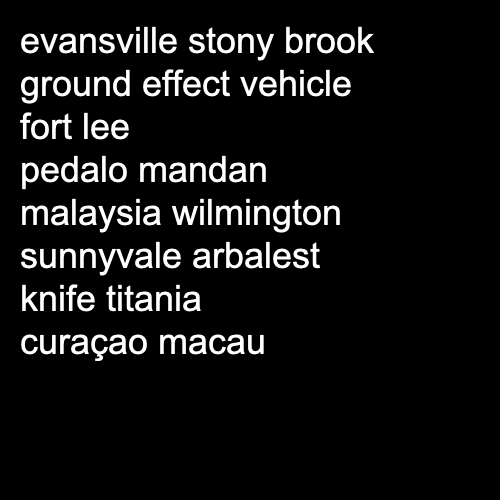 evansville stony brook
ground effect vehicle
fort lee
pedalo mandan
malaysia wilmington
sunnyvale arbalest
knife titania
curaçao macau